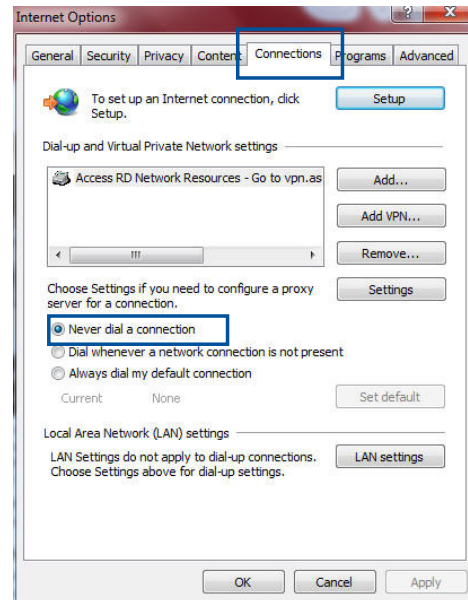 Internet Options
General Security Privacy Content Connections Programs Advanced
To set up an Internet connection, click
Setup.
Setup
Dial-up and Virtual Private Network settings
Access RD Network Resources - Go to vpn.as
Add...
Add VPN...
Remove...
Choose Settings if you need to configure a proxy
server for a connection.
Settings
Never dial a connection
Dial whenever a network connection is not present
Always dial my default connection
Current None
Set default
Local Area Network (LAN) settings
LAN Settings do not apply to dial-up connections.
Choose Settings above for dial-up settings.
LAN settings
OK Cancel Apply